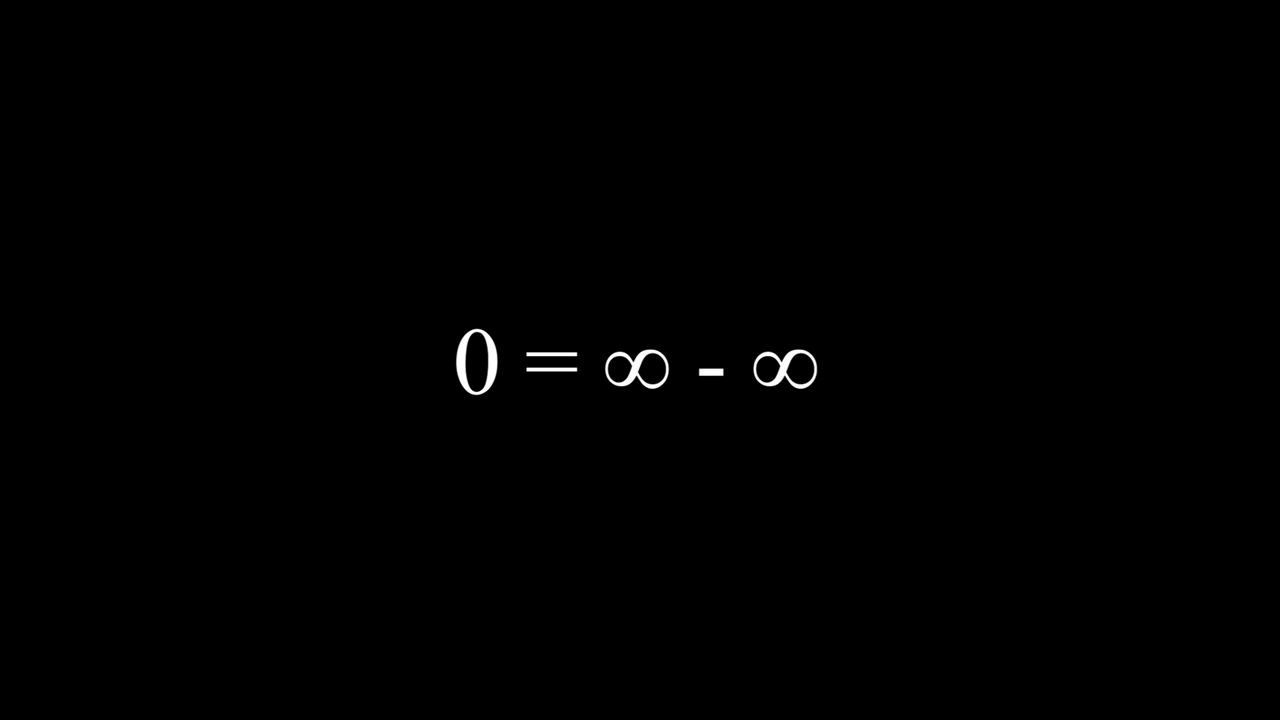 0 = ∞ - ∞